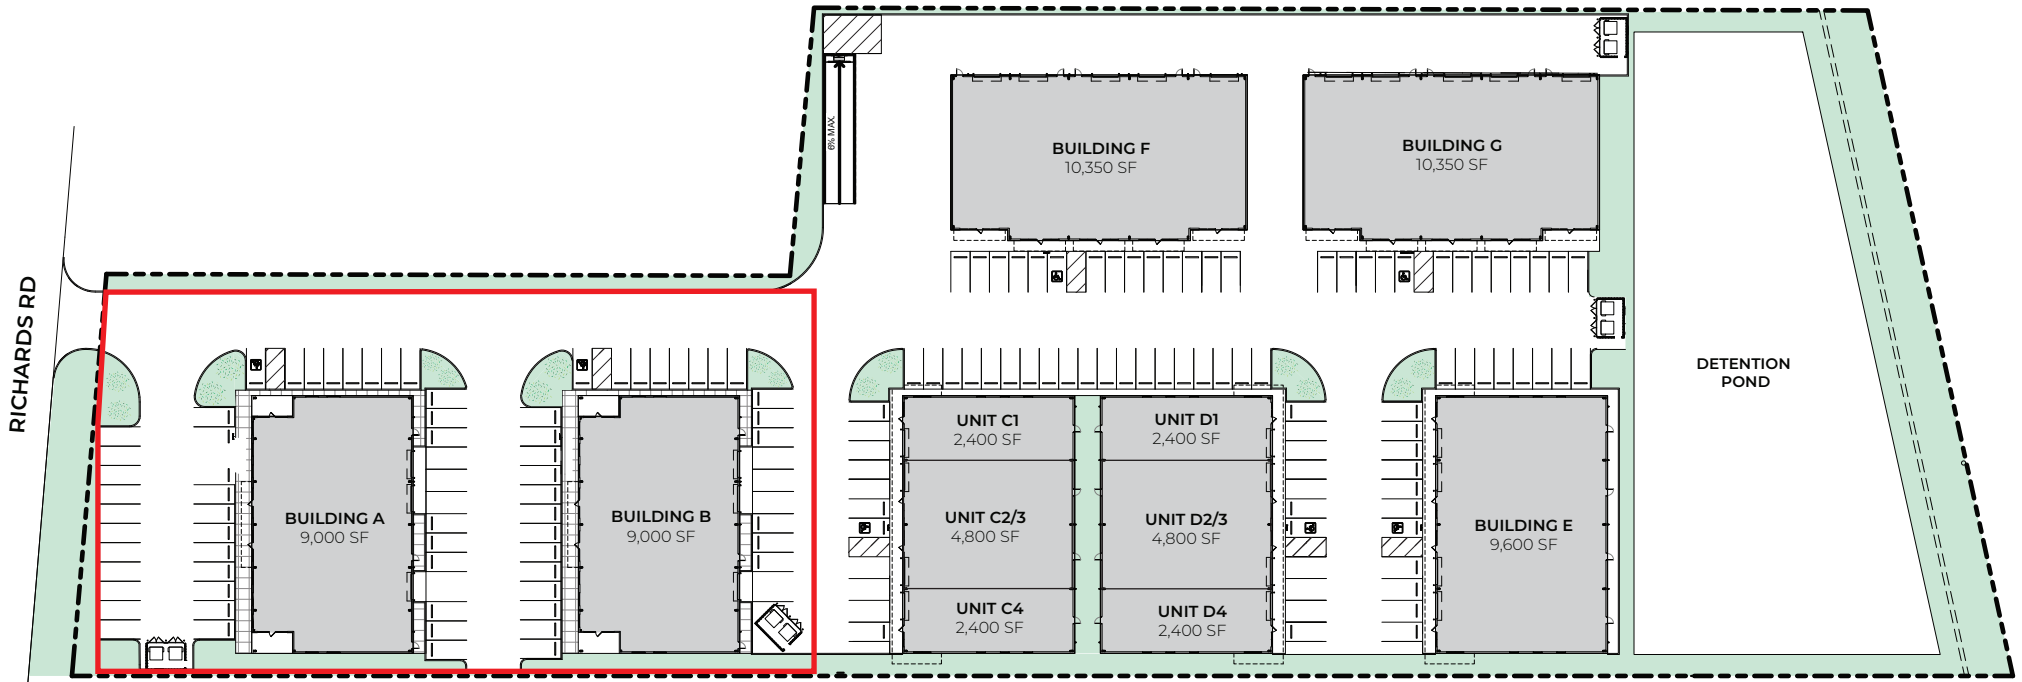 6% MAX.
BUILDING F
10,350 SF
BUILDING G
10,350 SF
RICHARDS RD
DETENTION
POND
BUILDING A
9,000 SF
BUILDING B
9,000 SF
UNIT C1
2,400 SF
UNIT D1
2,400 SF
UNIT C2/3
4,800 SF
UNIT D2/3
4,800 SF
BUILDING E
9,600 SF
UNIT C4
2,400 SF
UNIT D4
2,400 SF